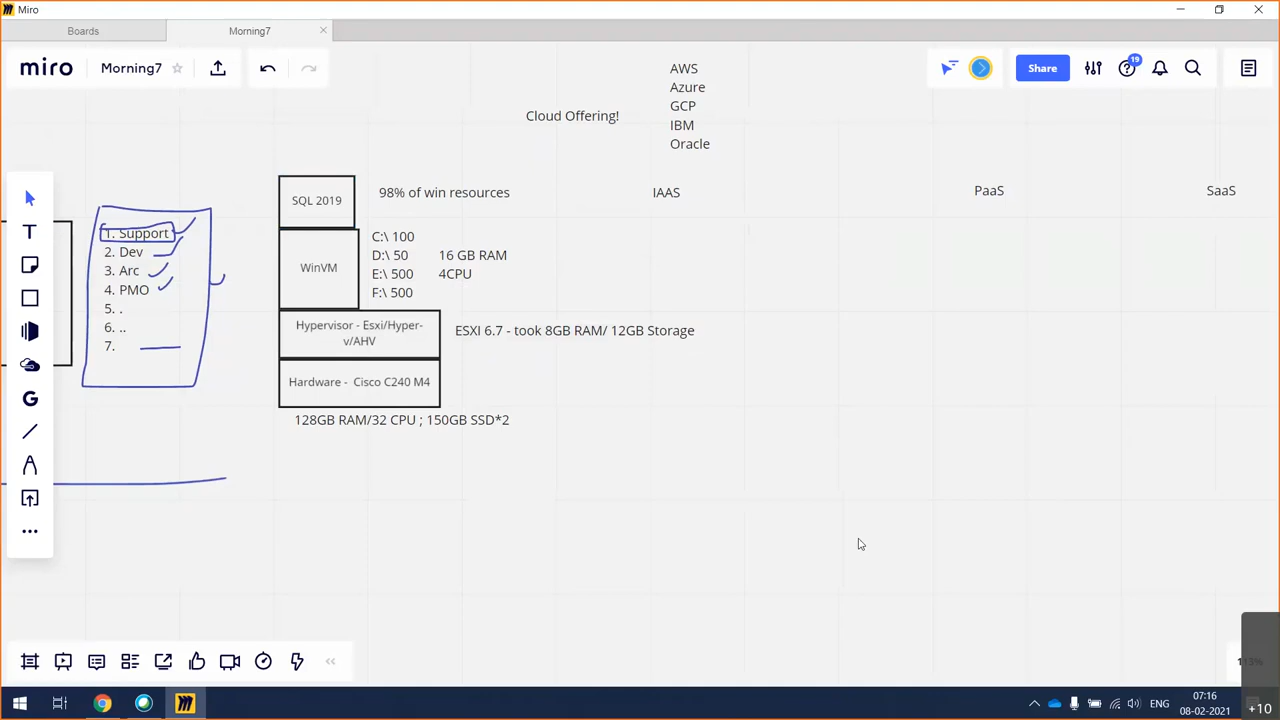 Miro
Boards
Morning7
miro
Morning7
Share
19
AWS
Azure
GCP
IBM
Oracle
Cloud Offering!
SQL 2019
98% of win resources
IAAS
PaaS
SaaS
1. Support
2. Dev
3. Arc
4. PMO
5. .
6. ..
7.
WinVM
C:\ 100
D:\ 50 16 GB RAM
E:\ 500 4CPU
F:\ 500
Hypervisor - Esxi/Hyper-
v/AHV
ESXI 6.7 - took 8GB RAM/ 12GB Storage
Hardware - Cisco C240 M4
128GB RAM/32 CPU ; 150GB SSD*2
T
G
ENG
07:16
08-02-2021
+10